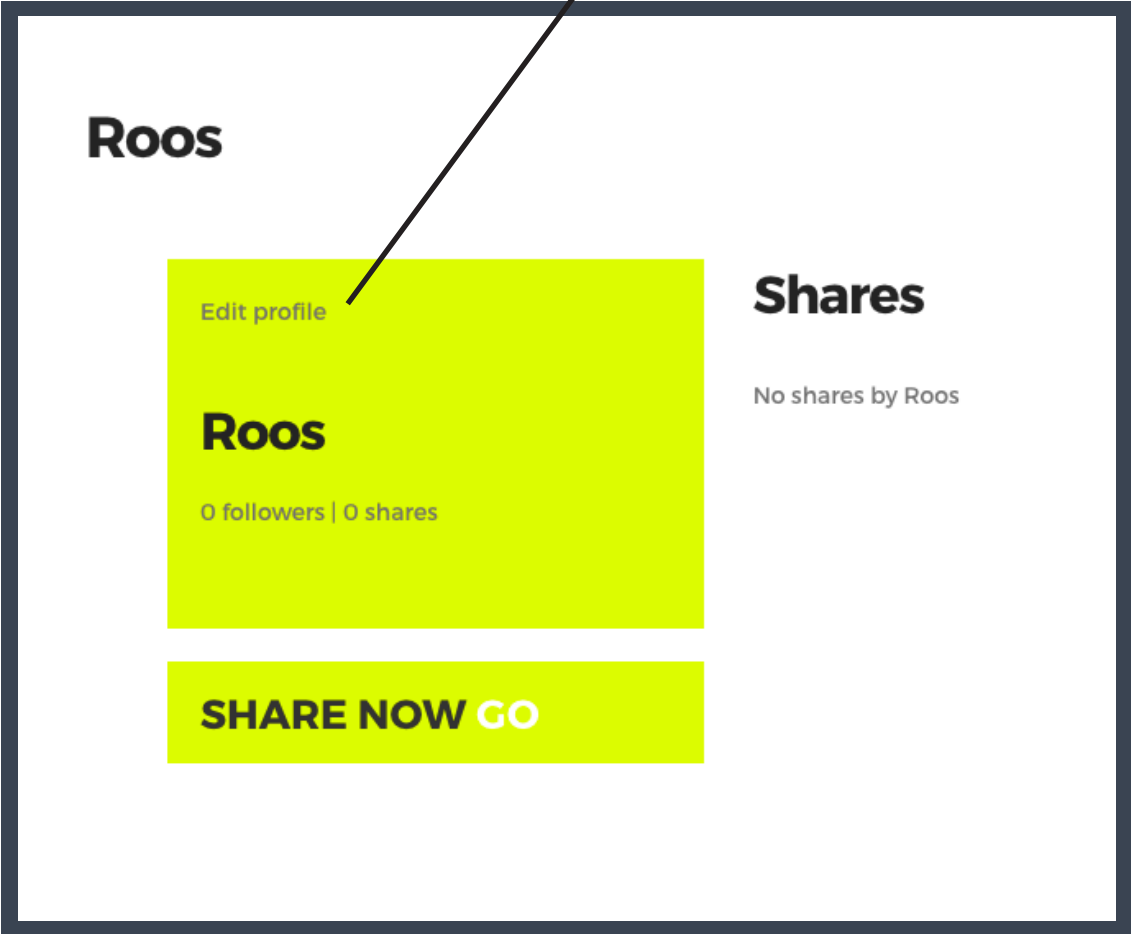 Roos
Edit profile
Roos
0 followers | 0 shares
SHARE NOW GO
Shares
No shares by Roos